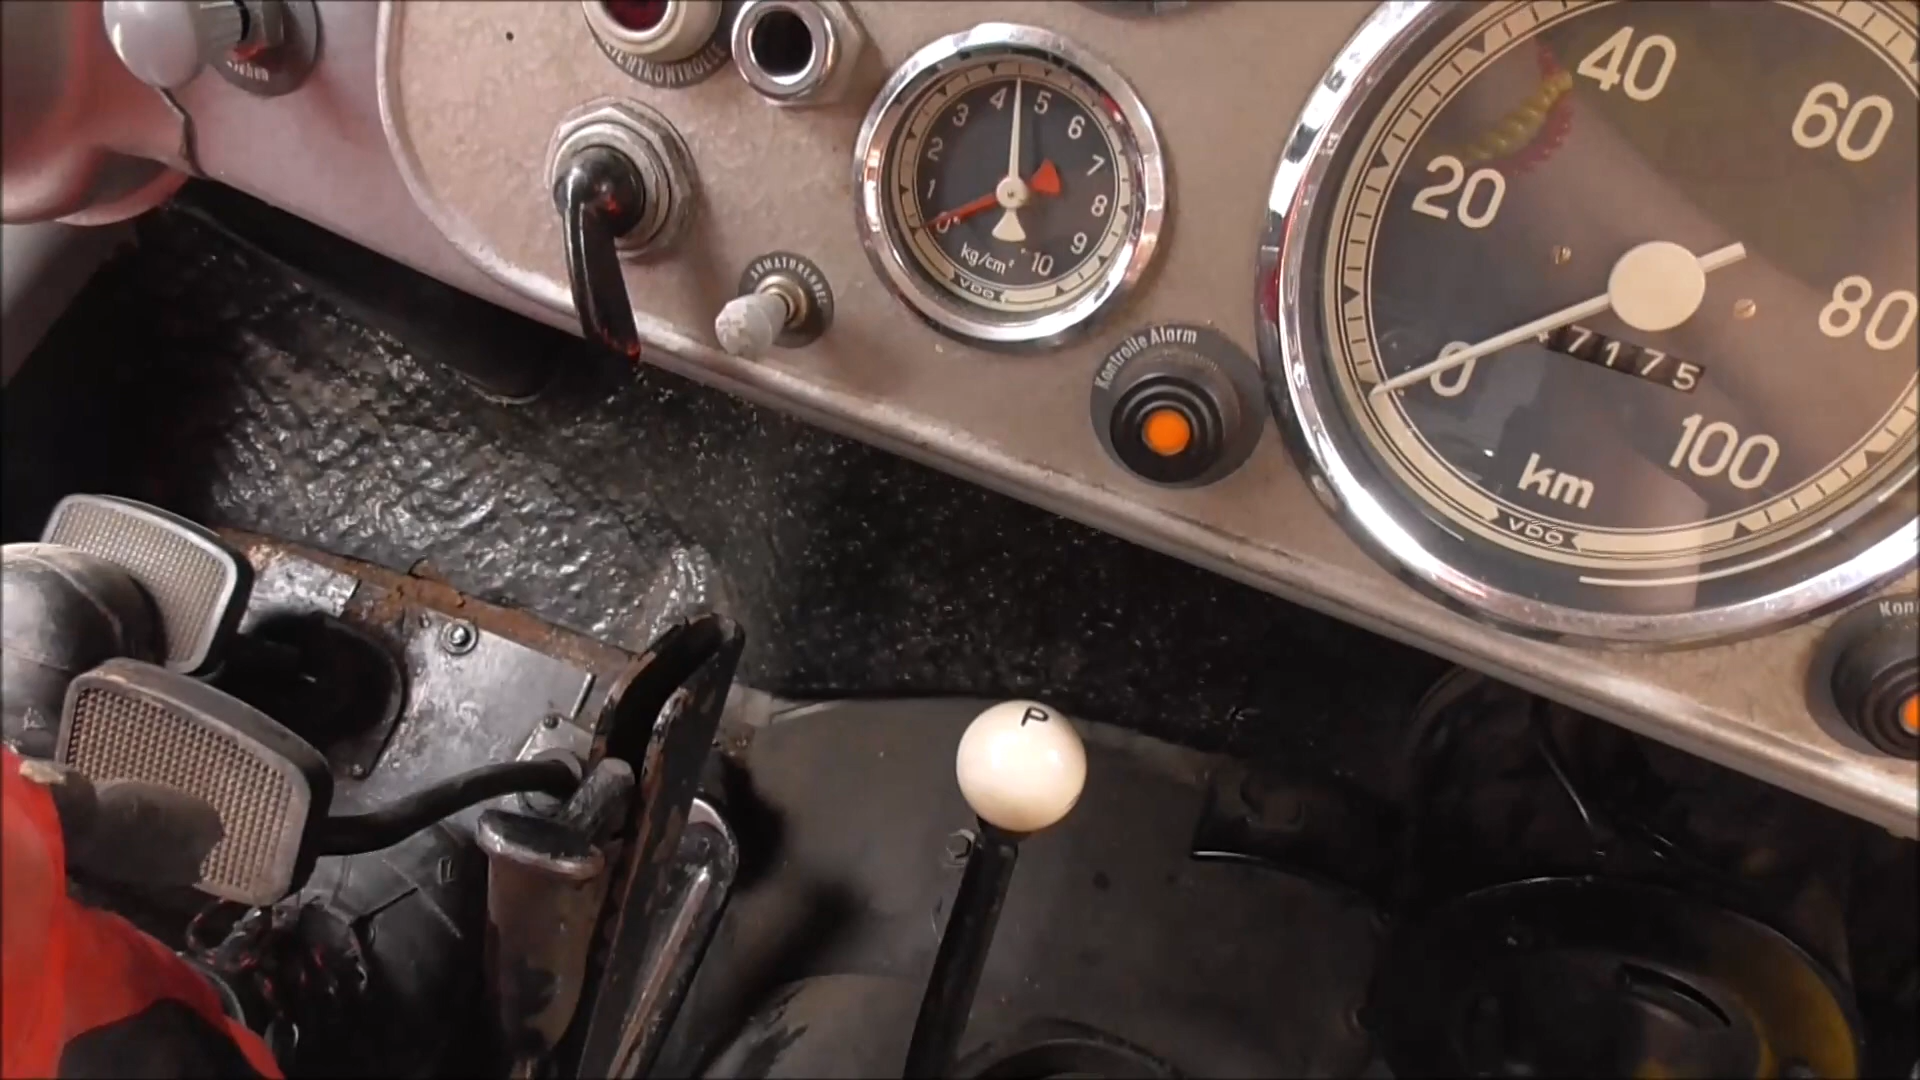 ziehen
LICHTKONTROLLE
ARMATURENBEL
0 1 2 3 4 5 6 7 8 9 10
kg/cm²
VDO
Kontrolle Alarm
0 20 40 60 80 100
7175
km
VDO
P